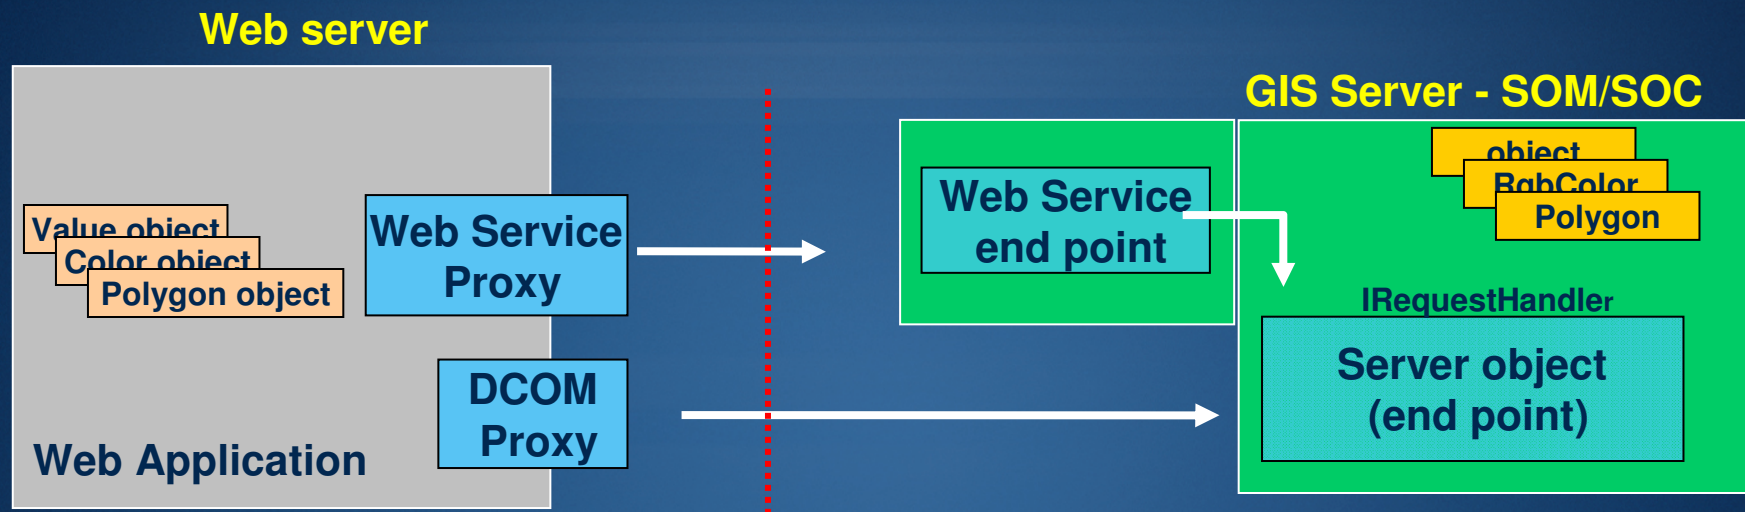 Web server
GIS Server - SOM/SOC
Value object
Color object
Polygon object
Web Service
Proxy
DCOM
Proxy
Web Application
Web Service
end point
object
RgbColor
Polygon
IRequestHandler
Server object
(end point)